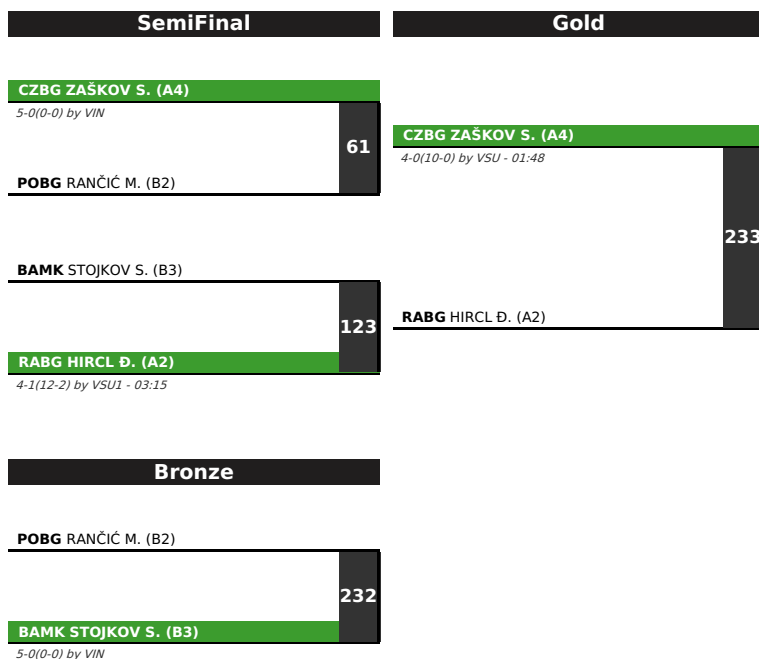 SemiFinal
CZBG ZAŠKOV S. (A4)
5-0(0-0) by VIN
61
POBG RANČIĆ M. (B2)
BAMK STOJKOV S. (B3)
123
RABG HIRCL Đ. (A2)
4-1(12-2) by VSU1 - 03:15
Gold
CZBG ZAŠKOV S. (A4)
4-0(10-0) by VSU - 01:48
233
RABG HIRCL Đ. (A2)
Bronze
POBG RANČIĆ M. (B2)
232
BAMK STOJKOV S. (B3)
5-0(0-0) by VIN